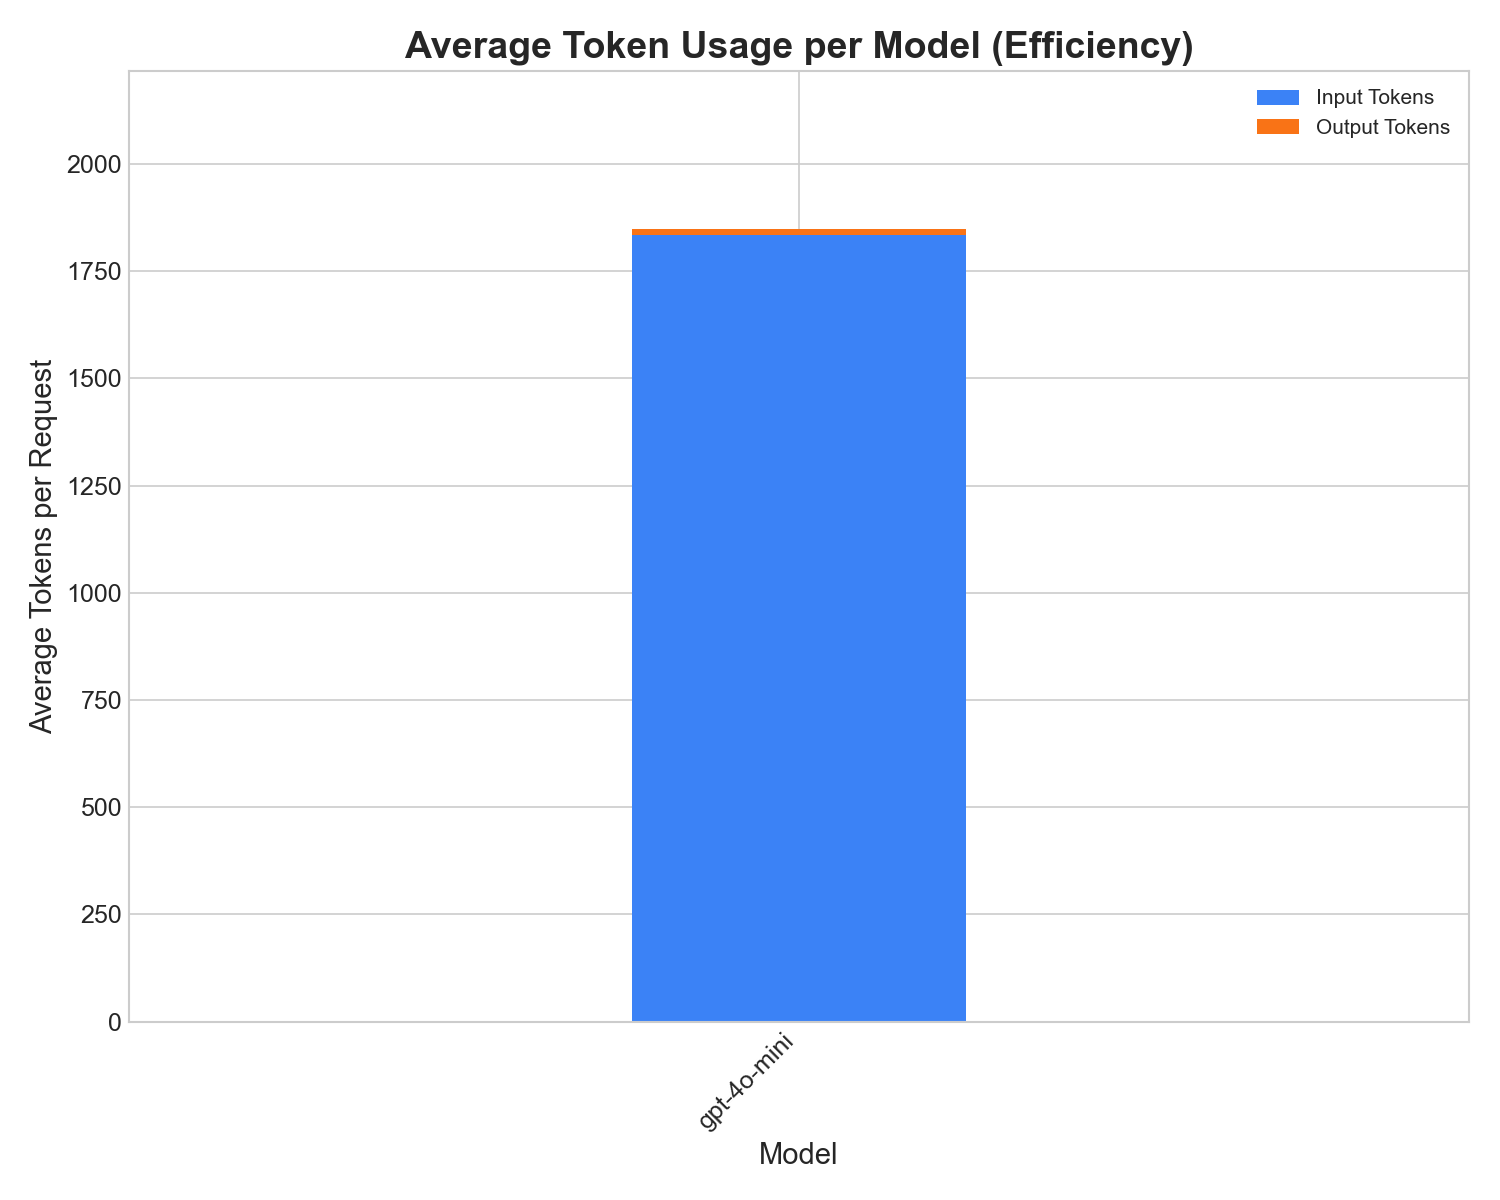 Average Token Usage per Model (Efficiency)
Input Tokens
Output Tokens
Average Tokens per Request
2000
1750
1500
1250
1000
750
500
250
0
gpt-4o-mini
Model